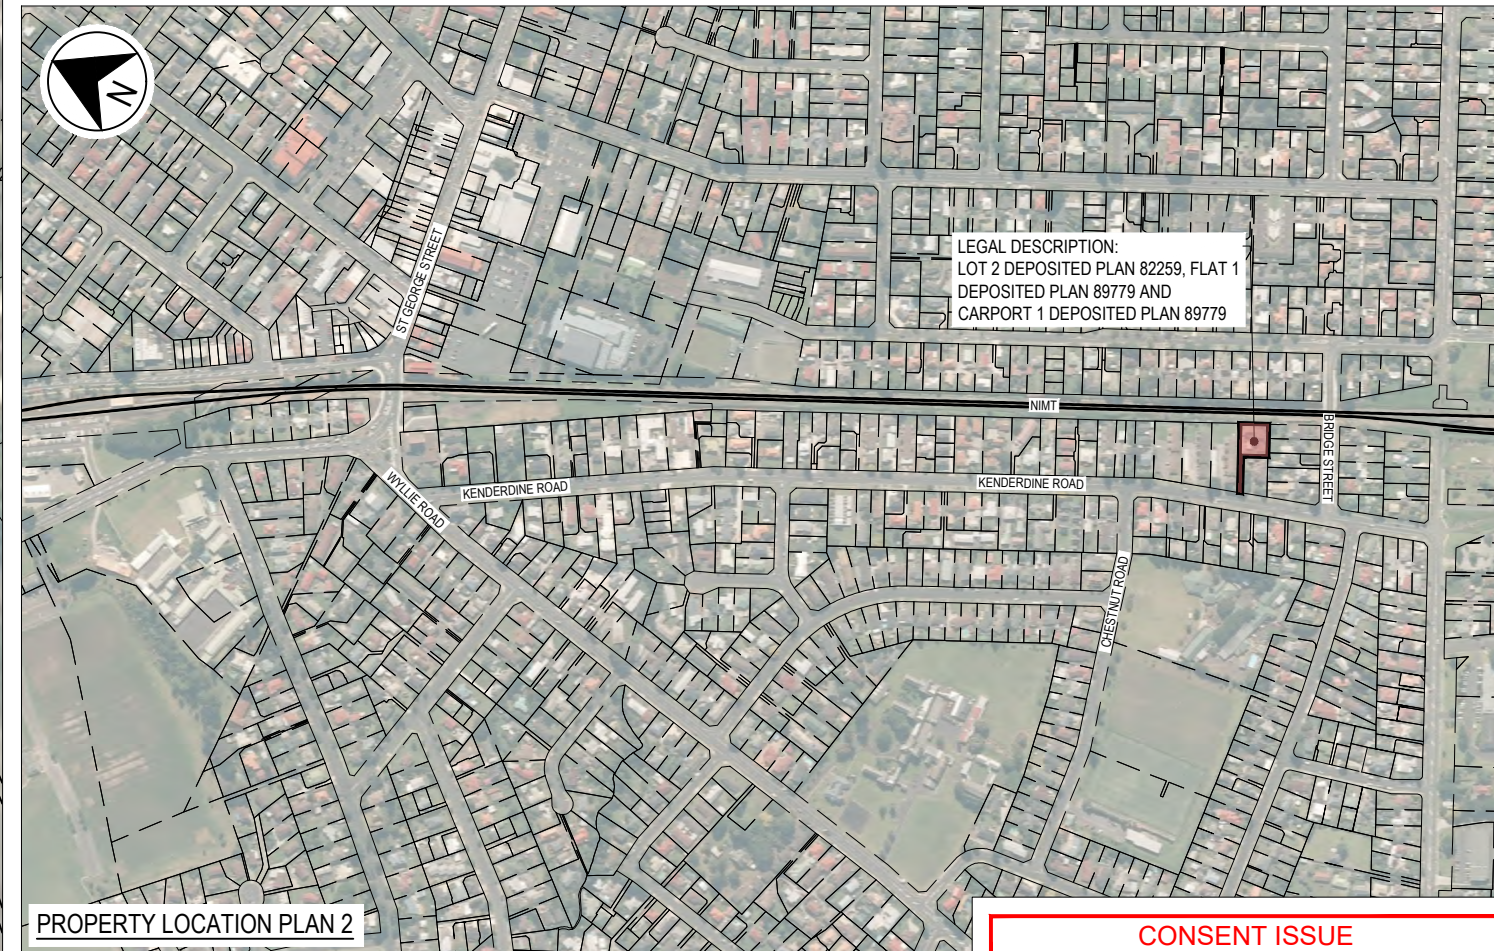 N
LEGAL DESCRIPTION:
LOT 2 DEPOSITED PLAN 82259, FLAT 1
DEPOSITED PLAN 89779 AND
CARPORT 1 DEPOSITED PLAN 89779
ST GEORGE STREET
NIMT
BRIDGE STREET
WYLLIE ROAD
KENDERDINE ROAD
KENDERDINE ROAD
CHESTNUT ROAD
PROPERTY LOCATION PLAN 2
CONSENT ISSUE